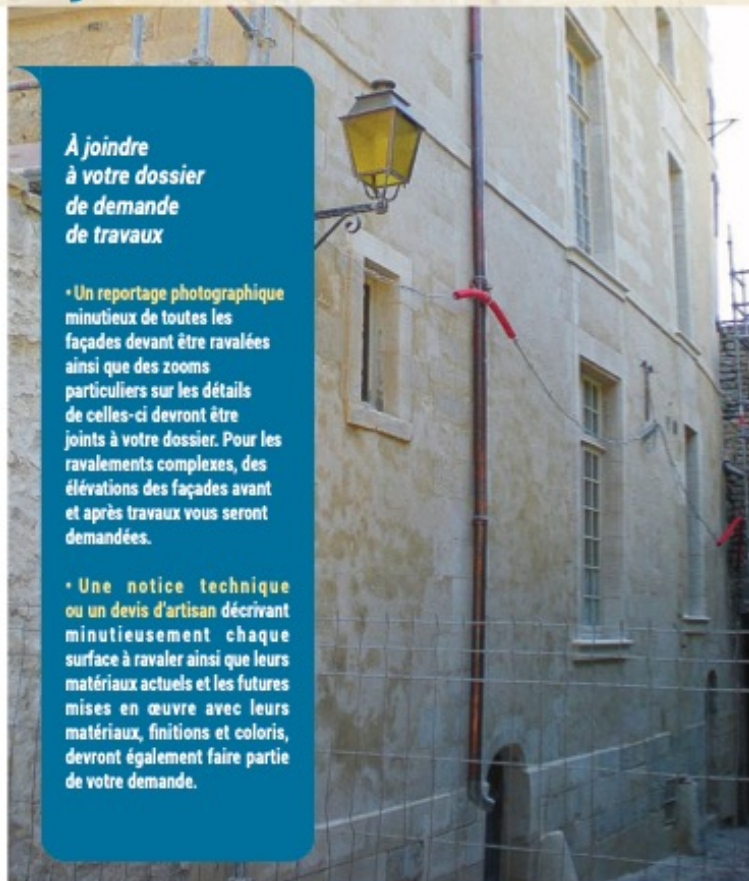 À joindre
à votre dossier
de demande
de travaux
• Un reportage photographique
minutieux de toutes les
façades devant être ravalées
ainsi que des zooms
particuliers sur les détails
de celles-ci devront être
joints à votre dossier. Pour les
ravalements complexes, des
élévations des façades avant
et après travaux vous seront
demandées.
• Une notice technique
ou un devis d'artisan décrivant
minutieusement chaque
surface à ravaler ainsi que leurs
matériaux actuels et les futures
mises en œuvre avec leurs
matériaux, finitions et coloris,
devront également faire partie
de votre demande.